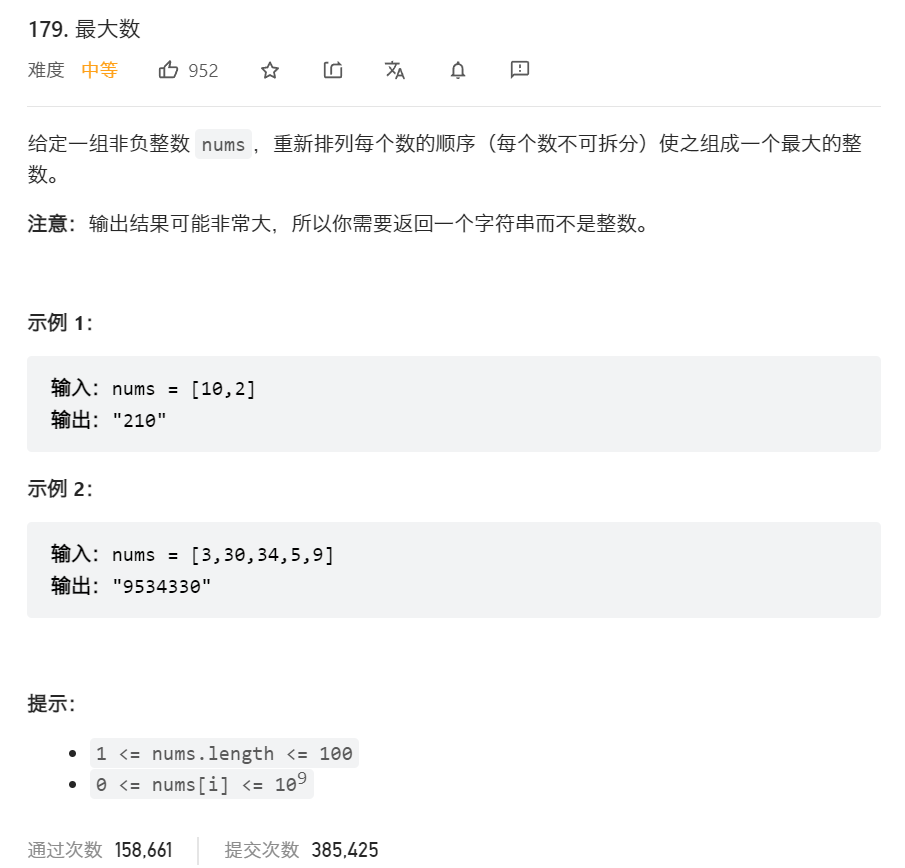 179. 最大数
难度 中等 952
给定一组非负整数 nums，重新排列每个数的顺序（每个数不可拆分）使之组成一个最大的整
数。
注意：输出结果可能非常大，所以你需要返回一个字符串而不是整数。
示例 1：
输入：nums = [10,2]
输出："210"
示例 2：
输入：nums = [3,30,34,5,9]
输出："9534330"
提示：
1 <= nums.length <= 100
0 <= nums[i] <= 10⁹
通过次数 158,661 提交次数 385,425